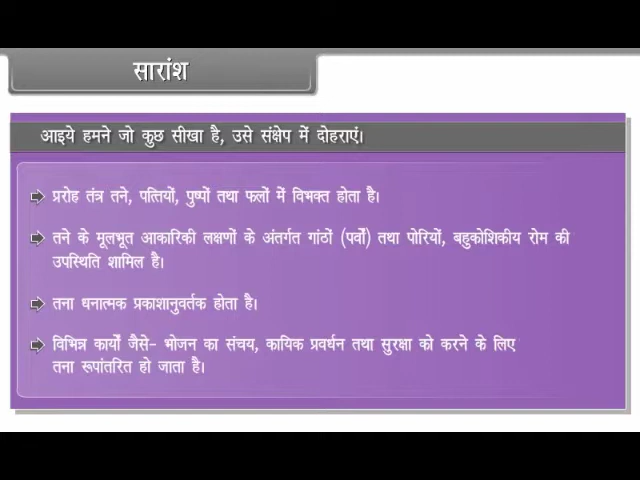 सारांश
आइये हमने जो कुछ सीखा है, उसे संक्षेप में दोहराएं।
प्ररोह तंत्र तने, पत्तियों, पुष्पों तथा फलों में विभक्त होता है।
तने के मूलभूत आकारिकी लक्षणों के अंतर्गत गांठों (पर्वों) तथा पोरियों, बहुकोशिकीय रोम की
उपस्थिति शामिल है।
तना धनात्मक प्रकाशानुवर्तक होता है।
विभिन्न कार्यों जैसे- भोजन का संचय, कायिक प्रवर्धन तथा सुरक्षा को करने के लिए
तना रूपांतरित हो जाता है।